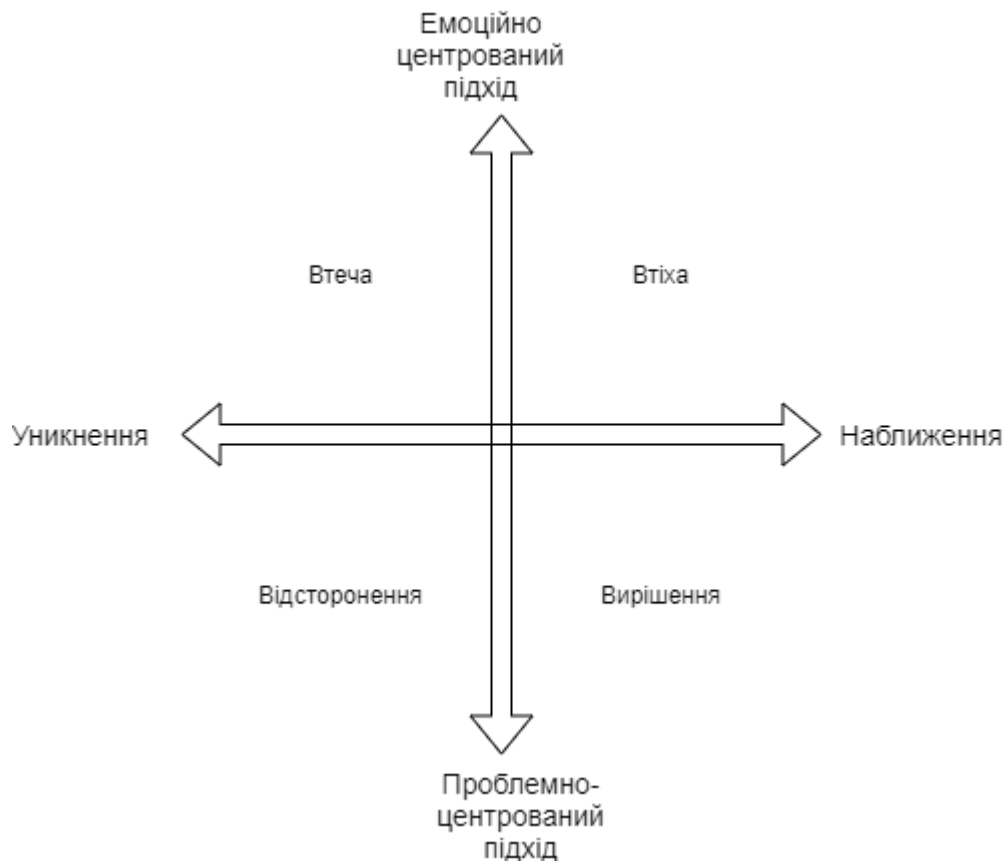 Емоційно
центрований
підхід
Втеча
Втіха
Уникнення
Наближення
Відсторонення
Вирішення
Проблемно-
центрований
підхід